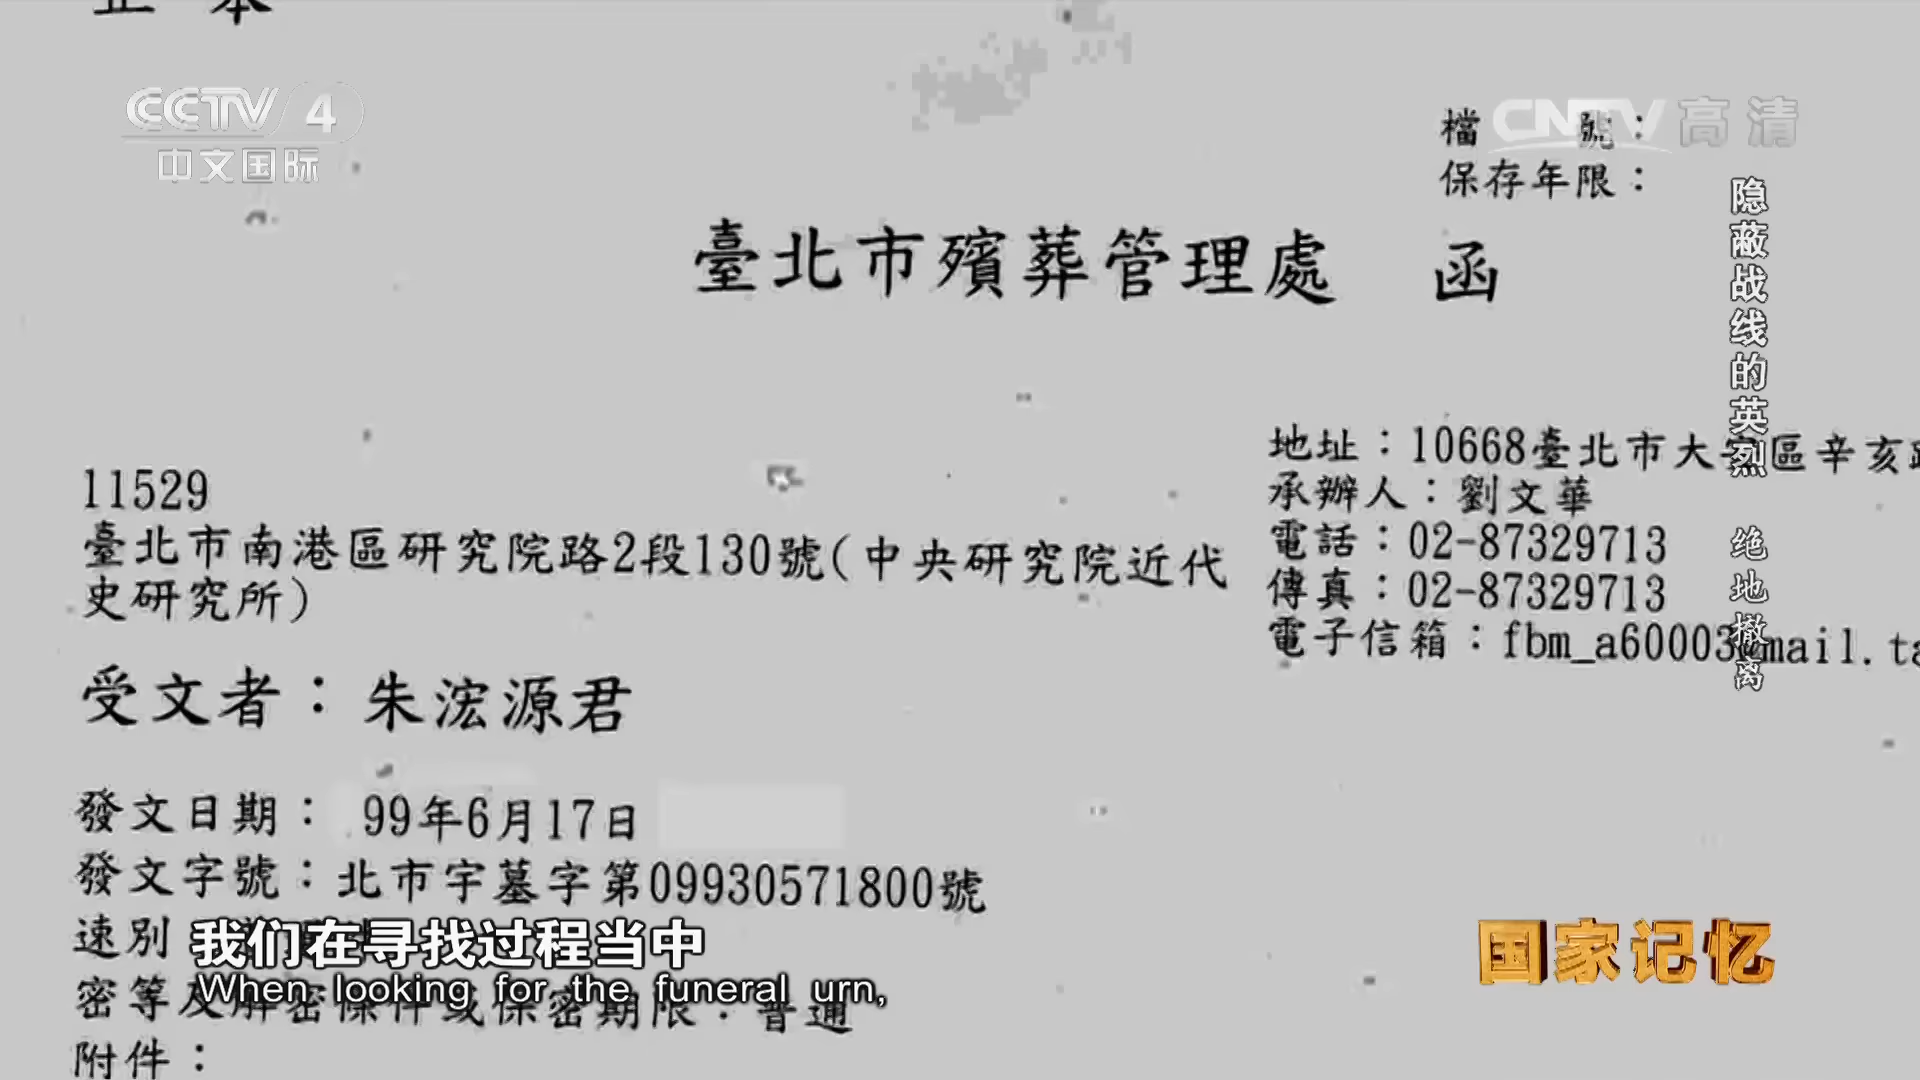 正本
CCTV 4
中文国际
CNTV 高清
檔 號：
保存年限：
臺北市殯葬管理處 函
隐蔽战线的英烈 绝地撤离
地址：10668臺北市大安區辛亥
承辦人：劉文華
電話：02-87329713
傳真：02-87329713
電子信箱：fbm_a60003@mail.ta
11529
臺北市南港區研究院路2段130號(中央研究院近代
史研究所)
受文者：朱浤源君
發文日期：99年6月17日
發文字號：北市宇墓字第09930571800號
速別
我们在寻找过程当中
When looking for the funeral urn,
密等及解密條件或保密期限：普通
附件：
国家记忆